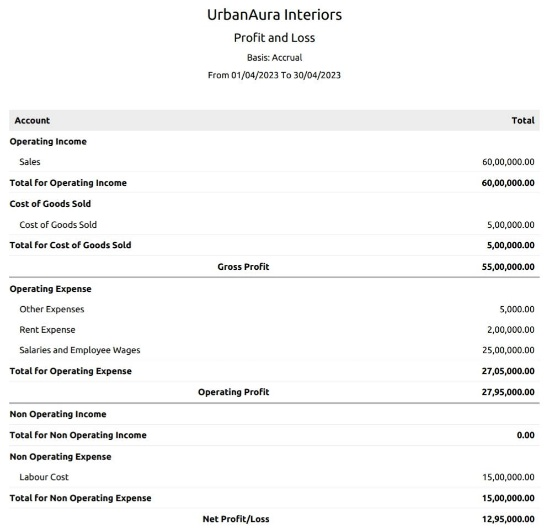 UrbanAura Interiors
Profit and Loss
Basis: Accrual
From 01/04/2023 To 30/04/2023
Account Total
Operating Income
Sales 60,00,000.00
Total for Operating Income 60,00,000.00
Cost of Goods Sold
Cost of Goods Sold 5,00,000.00
Total for Cost of Goods Sold 5,00,000.00
Gross Profit 55,00,000.00
Operating Expense
Other Expenses 5,000.00
Rent Expense 2,00,000.00
Salaries and Employee Wages 25,00,000.00
Total for Operating Expense 27,05,000.00
Operating Profit 27,95,000.00
Non Operating Income
Total for Non Operating Income 0.00
Non Operating Expense
Labour Cost 15,00,000.00
Total for Non Operating Expense 15,00,000.00
Net Profit/Loss 12,95,000.00